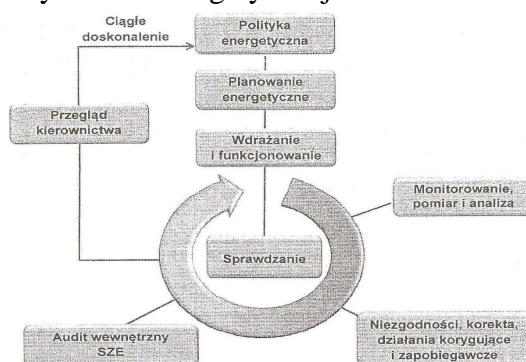 Ciągłe
doskonalenie
Polityka
energetyczna
Planowanie
energetyczne
Przegląd
kierownictwa
Wdrażanie
i funkcjonowanie
Monitorowanie,
pomiar i analiza
Sprawdzanie
Audit wewnętrzny
SZE
Niezgodności, korekta,
działania korygujące
i zapobiegawcze